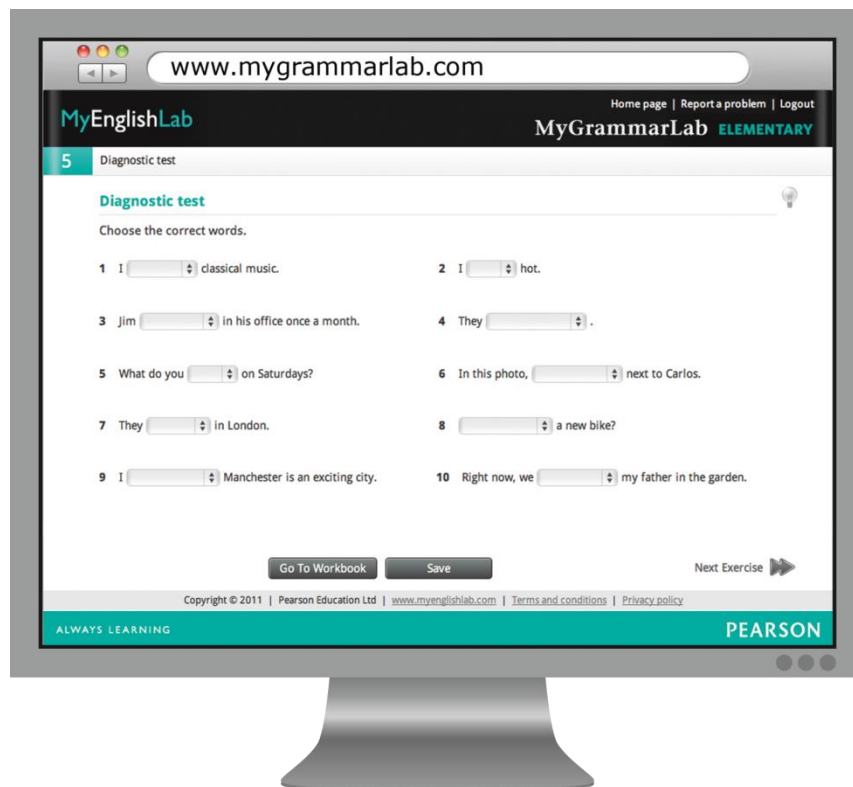 www.mygrammarlab.com
Home page | Report a problem | Logout
MyEnglishLab
MyGrammarLab ELEMENTARY
5 Diagnostic test
Diagnostic test
Choose the correct words.
1 I classical music.
2 I hot.
3 Jim in his office once a month.
4 They .
5 What do you on Saturdays?
6 In this photo, next to Carlos.
7 They in London.
8 a new bike?
9 I Manchester is an exciting city.
10 Right now, we my father in the garden.
Go To Workbook Save Next Exercise
Copyright © 2011 | Pearson Education Ltd | www.myenglishlab.com | Terms and conditions | Privacy policy
ALWAYS LEARNING PEARSON